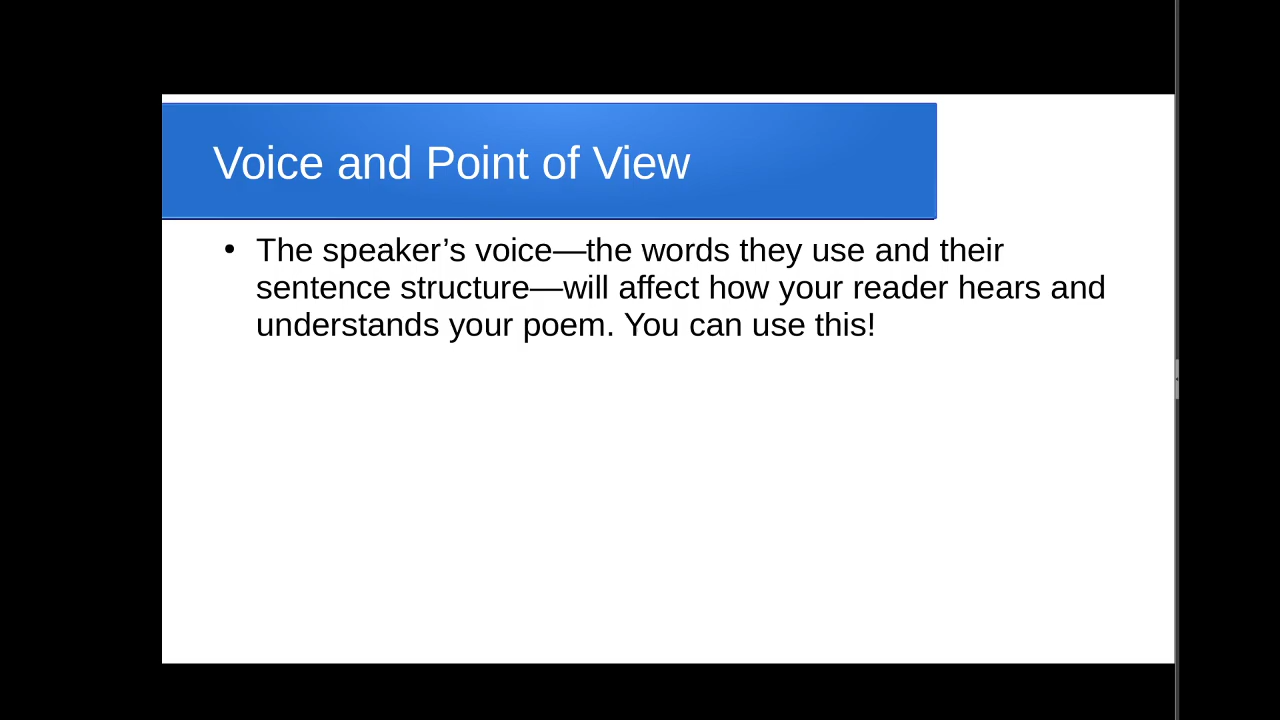 Voice and Point of View
• The speaker’s voice—the words they use and their
sentence structure—will affect how your reader hears and
understands your poem. You can use this!